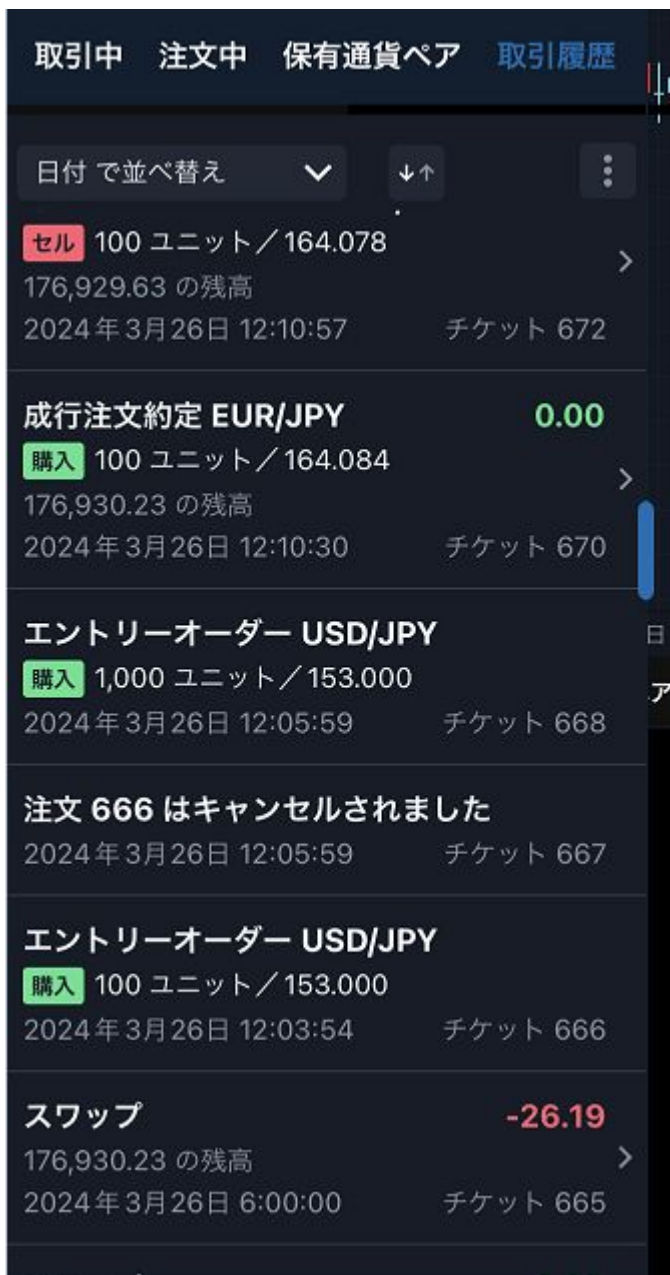 取引中 注文中 保有通貨ペア 取引履歴
日付 で並べ替え
セル 100 ユニット／164.078
176,929.63 の残高
2024年3月26日 12:10:57 チケット 672
成行注文約定 EUR/JPY 0.00
購入 100 ユニット／164.084
176,930.23 の残高
2024年3月26日 12:10:30 チケット 670
エントリーオーダー USD/JPY
日
購入 1,000 ユニット／153.000
ア
2024年3月26日 12:05:59 チケット 668
注文 666 はキャンセルされました
2024年3月26日 12:05:59 チケット 667
エントリーオーダー USD/JPY
購入 100 ユニット／153.000
2024年3月26日 12:03:54 チケット 666
スワップ -26.19
176,930.23 の残高
2024年3月26日 6:00:00 チケット 665